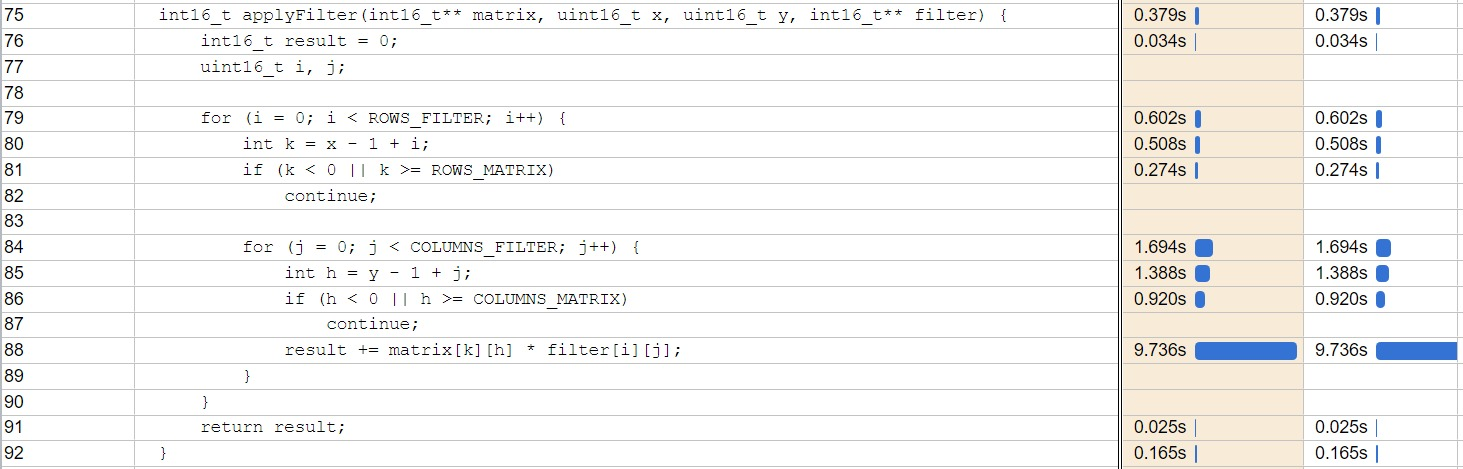 75 int16_t applyFilter(int16_t** matrix, uint16_t x, uint16_t y, int16_t** filter) { 0.379s 0.379s
76 int16_t result = 0; 0.034s 0.034s
77 uint16_t i, j;
78
79 for (i = 0; i < ROWS_FILTER; i++) { 0.602s 0.602s
80 int k = x - 1 + i; 0.508s 0.508s
81 if (k < 0 || k >= ROWS_MATRIX) 0.274s 0.274s
82 continue;
83
84 for (j = 0; j < COLUMNS_FILTER; j++) { 1.694s 1.694s
85 int h = y - 1 + j; 1.388s 1.388s
86 if (h < 0 || h >= COLUMNS_MATRIX) 0.920s 0.920s
87 continue;
88 result += matrix[k][h] * filter[i][j]; 9.736s 9.736s
89 }
90 }
91 return result; 0.025s 0.025s
92 } 0.165s 0.165s